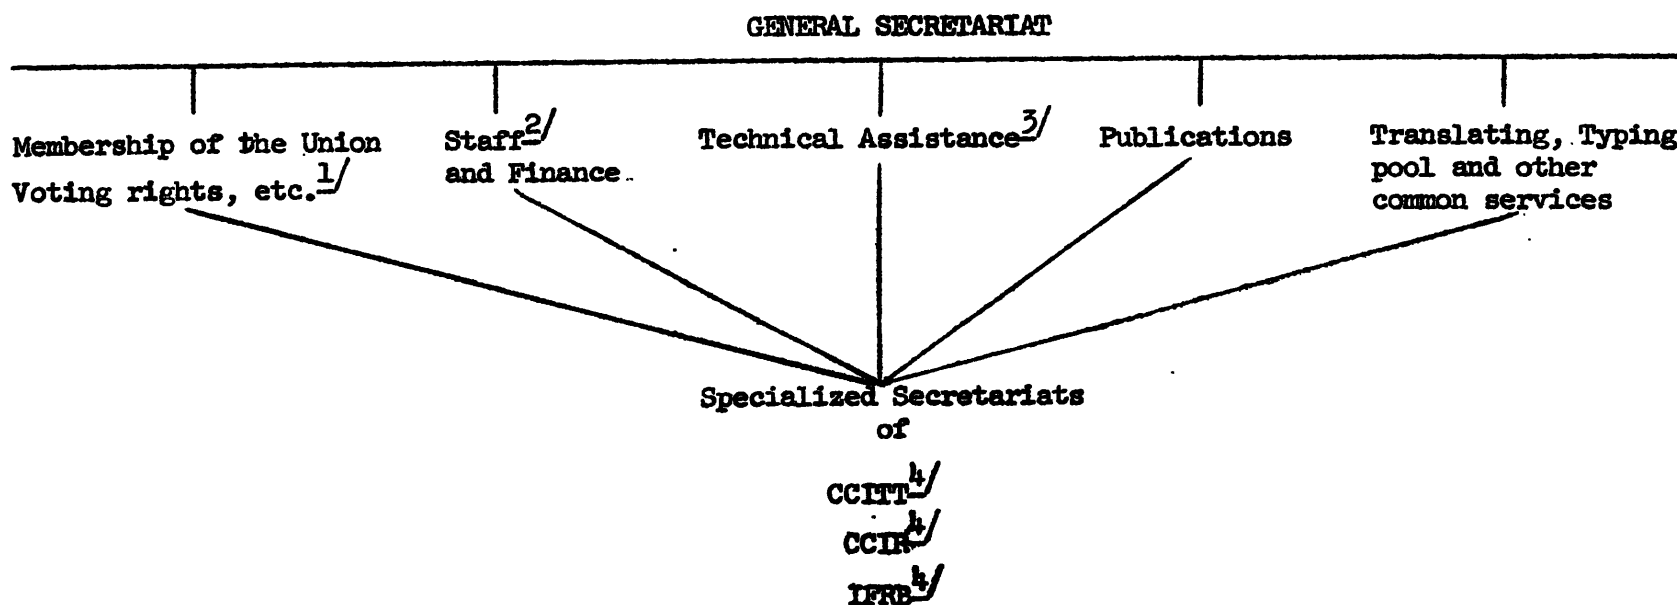 GENERAL SECRETARIAT
Membership of the Union
Voting rights, etc.1/
Staff2/
and Finance
Technical Assistance3/
Publications
Translating, Typing
pool and other
common services
Specialized Secretariats
of
CCITT4/
CCIR4/
IFRB4/